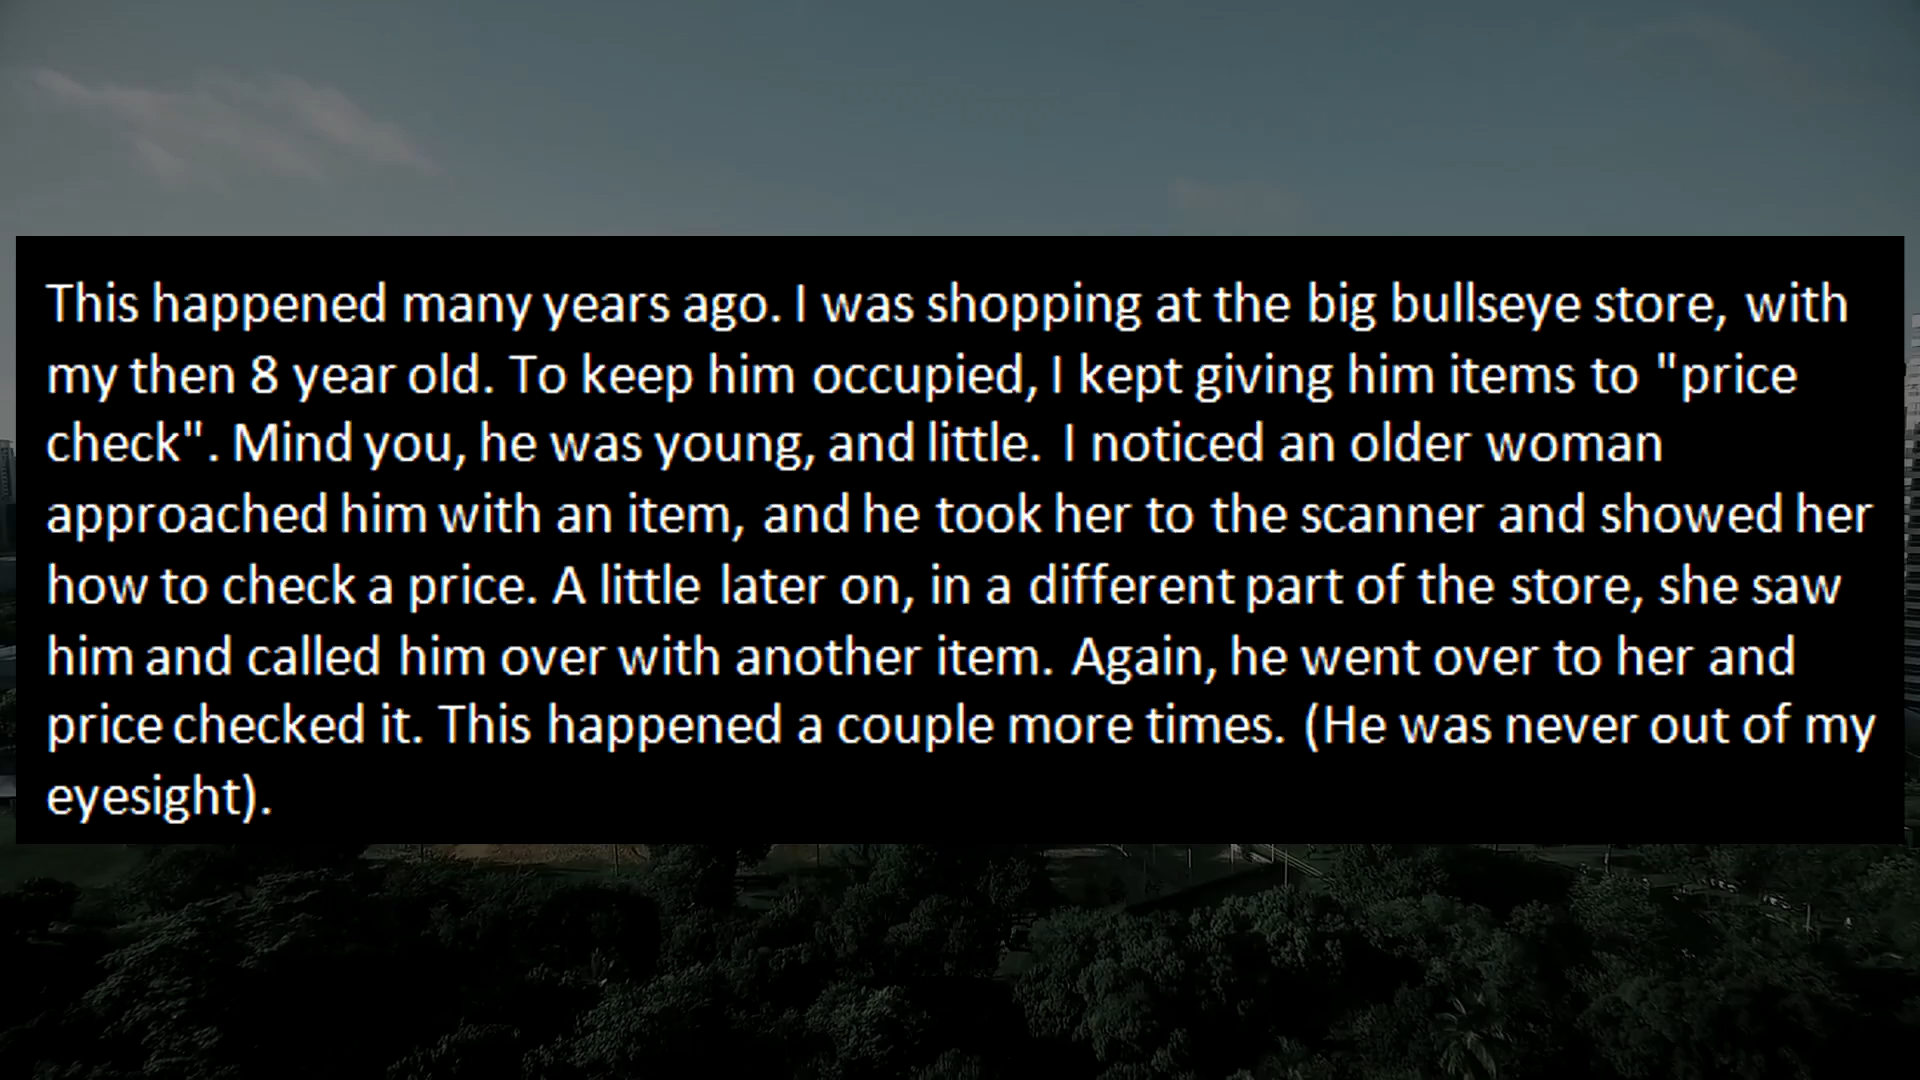 This happened many years ago. I was shopping at the big bullseye store, with
my then 8 year old. To keep him occupied, I kept giving him items to "price
check". Mind you, he was young, and little. I noticed an older woman
approached him with an item, and he took her to the scanner and showed her
how to check a price. A little later on, in a different part of the store, she saw
him and called him over with another item. Again, he went over to her and
price checked it. This happened a couple more times. (He was never out of my
eyesight).